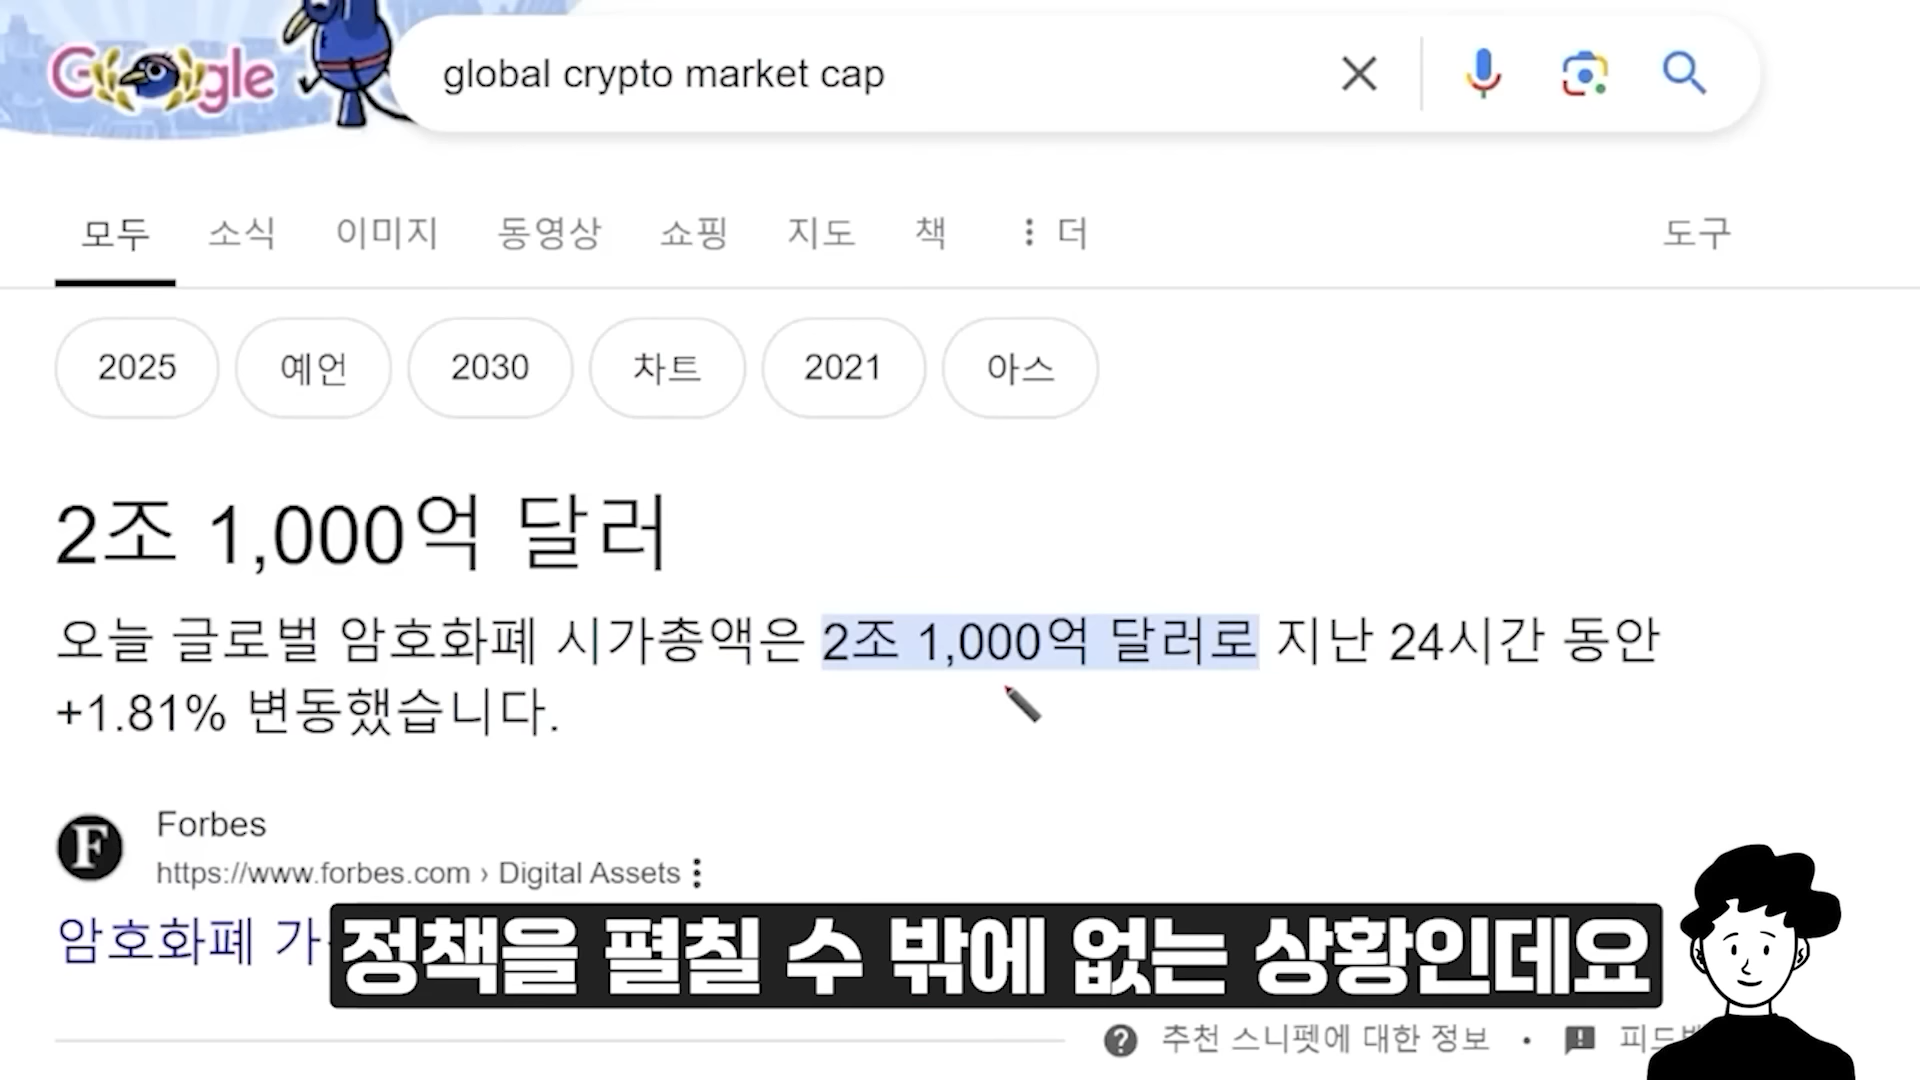 Google
global crypto market cap
모두 소식 이미지 동영상 쇼핑 지도 책 더 도구
2025 예언 2030 차트 2021 아스
2조 1,000억 달러
오늘 글로벌 암호화폐 시가총액은 2조 1,000억 달러로 지난 24시간 동안
+1.81% 변동했습니다.
F
Forbes
https://www.forbes.com › Digital Assets
암호화폐
정책을 펼칠 수 밖에 없는 상황인데요
추천 스니펫에 대한 정보 •